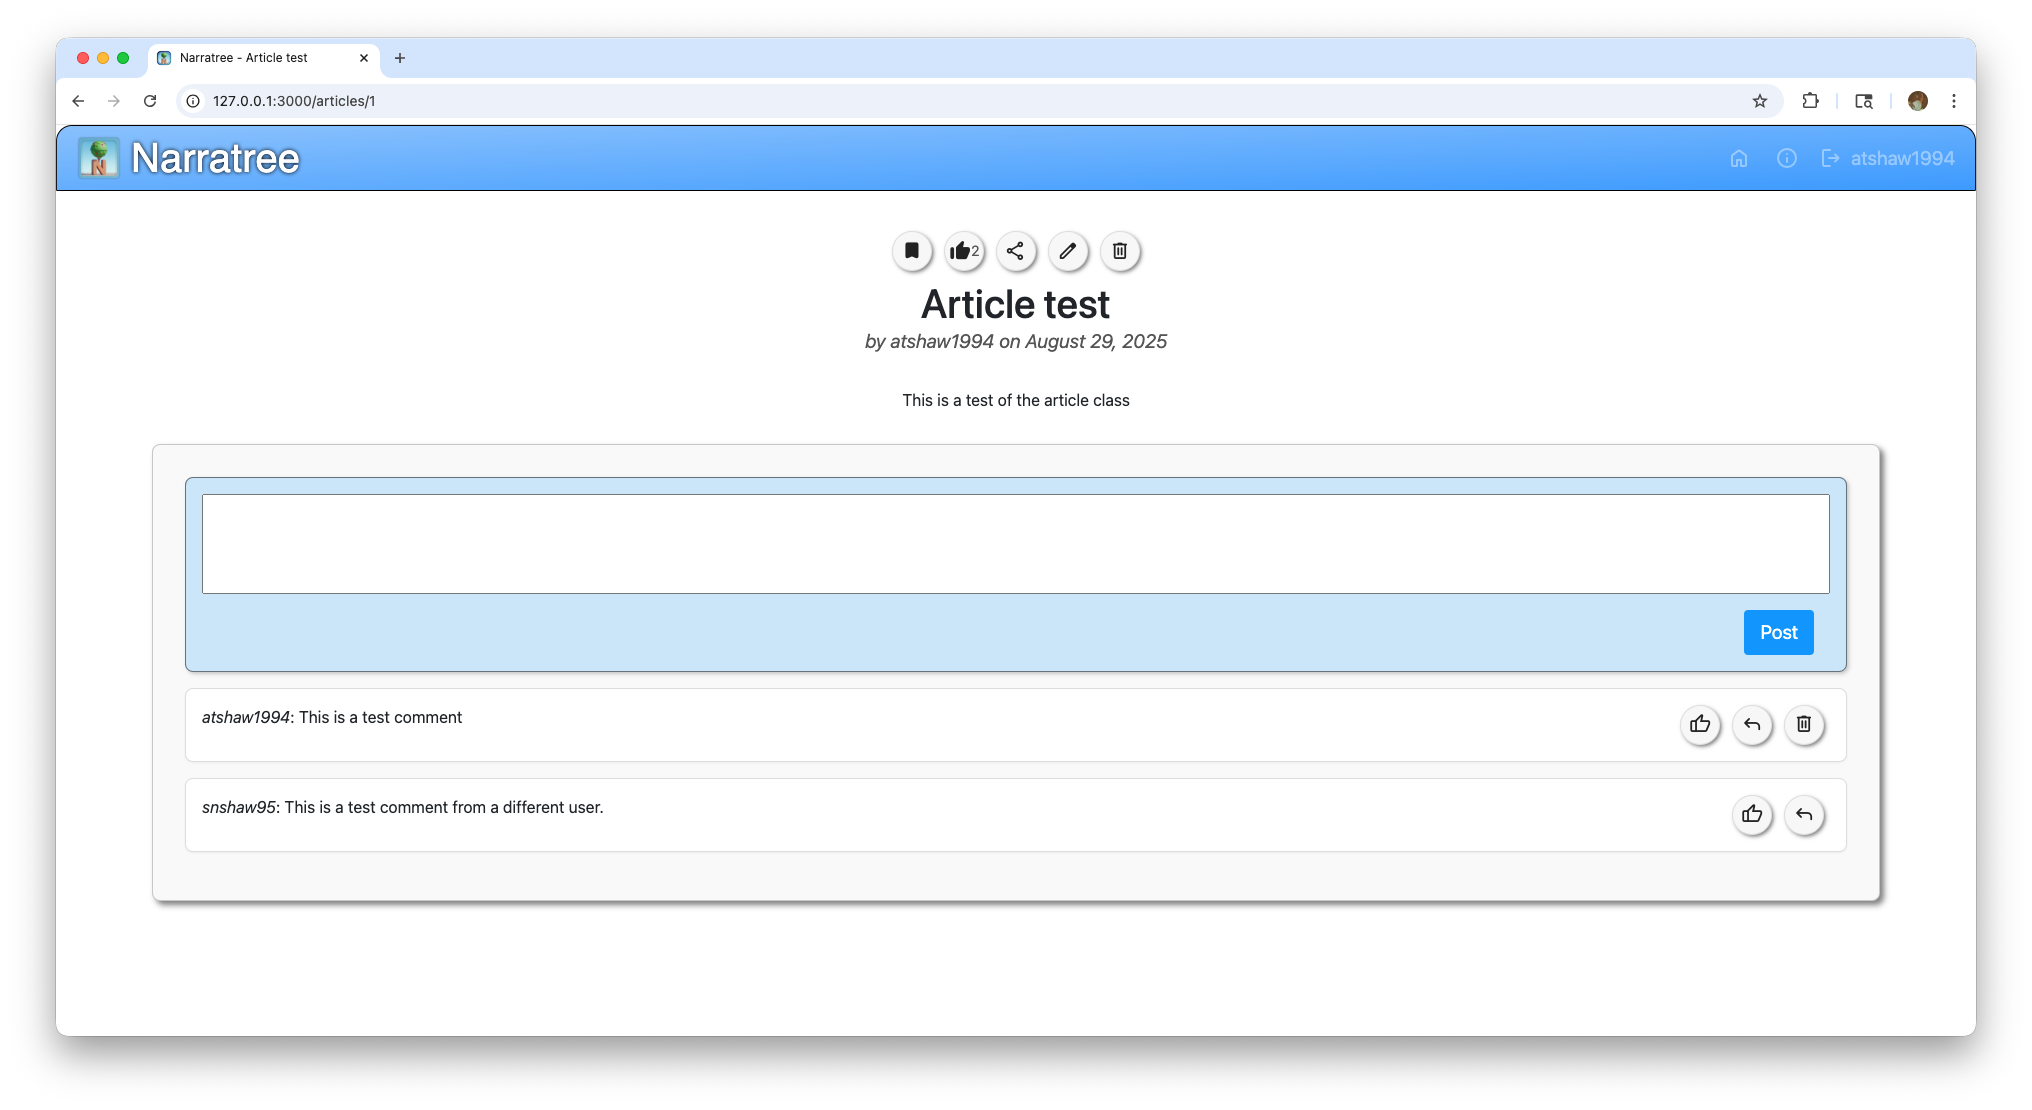 Narratree - Article test
127.0.0.1:3000/articles/1
N Narratree
atshaw1994
2
Article test
by atshaw1994 on August 29, 2025
This is a test of the article class
Post
atshaw1994: This is a test comment
snshaw95: This is a test comment from a different user.